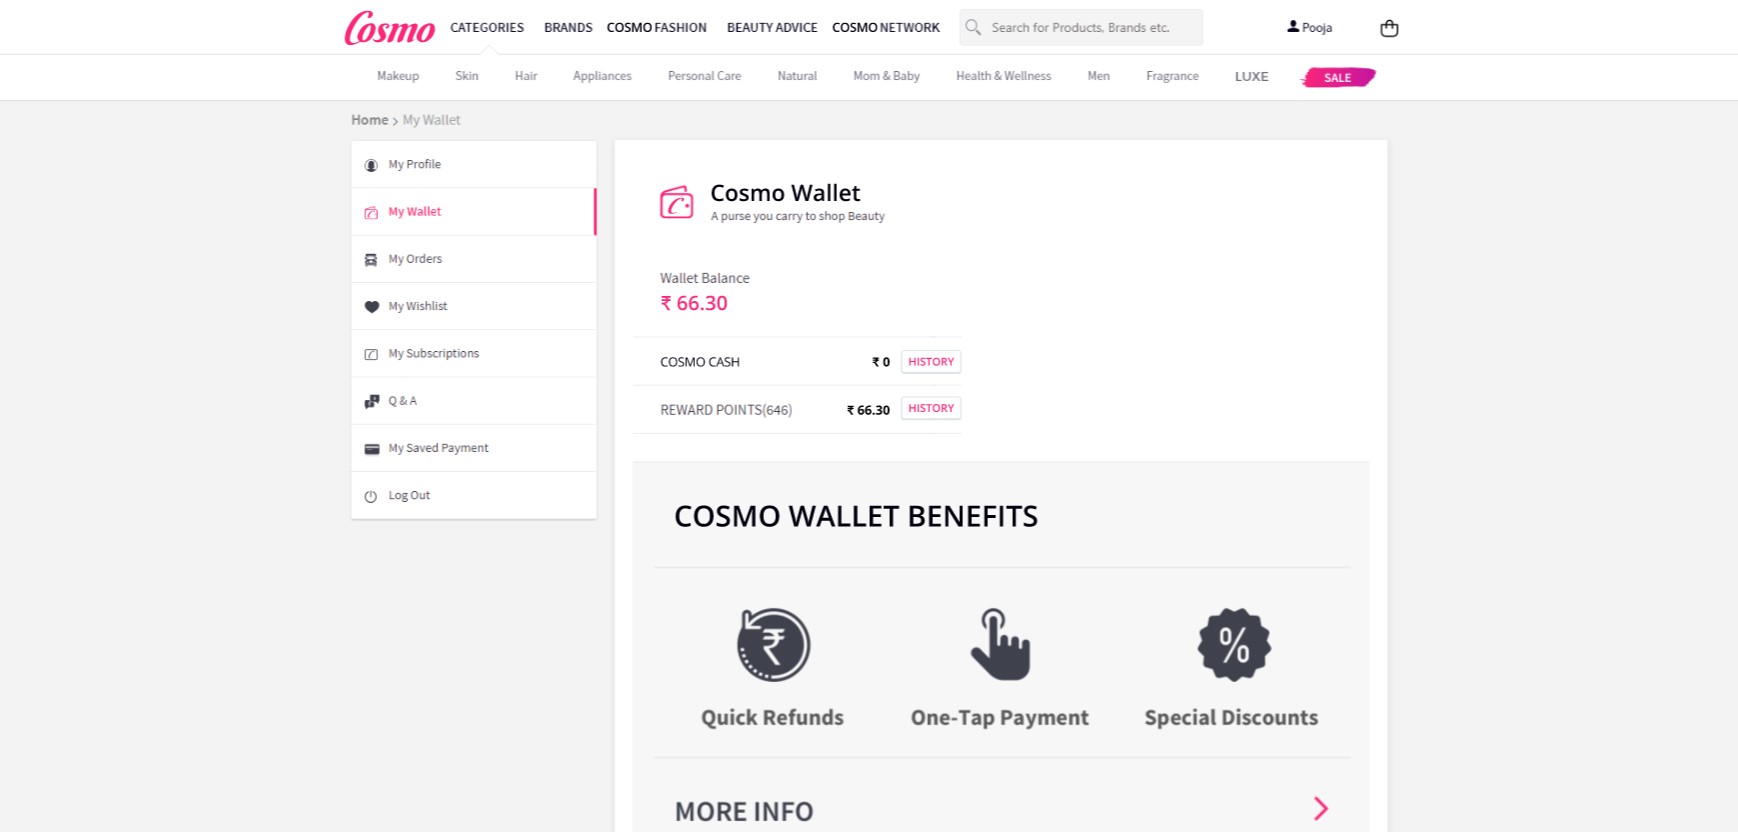 Cosmo CATEGORIES BRANDS COSMO FASHION BEAUTY ADVICE COSMO NETWORK Search for Products, Brands etc. Pooja
Makeup Skin Hair Appliances Personal Care Natural Mom & Baby Health & Wellness Men Fragrance LUXE SALE
Home > My Wallet
My Profile
My Wallet
My Orders
My Wishlist
My Subscriptions
Q & A
My Saved Payment
Log Out
Cosmo Wallet
A purse you carry to shop Beauty
Wallet Balance
₹ 66.30
COSMO CASH ₹ 0 HISTORY
REWARD POINTS(646) ₹ 66.30 HISTORY
COSMO WALLET BENEFITS
Quick Refunds One-Tap Payment Special Discounts
MORE INFO